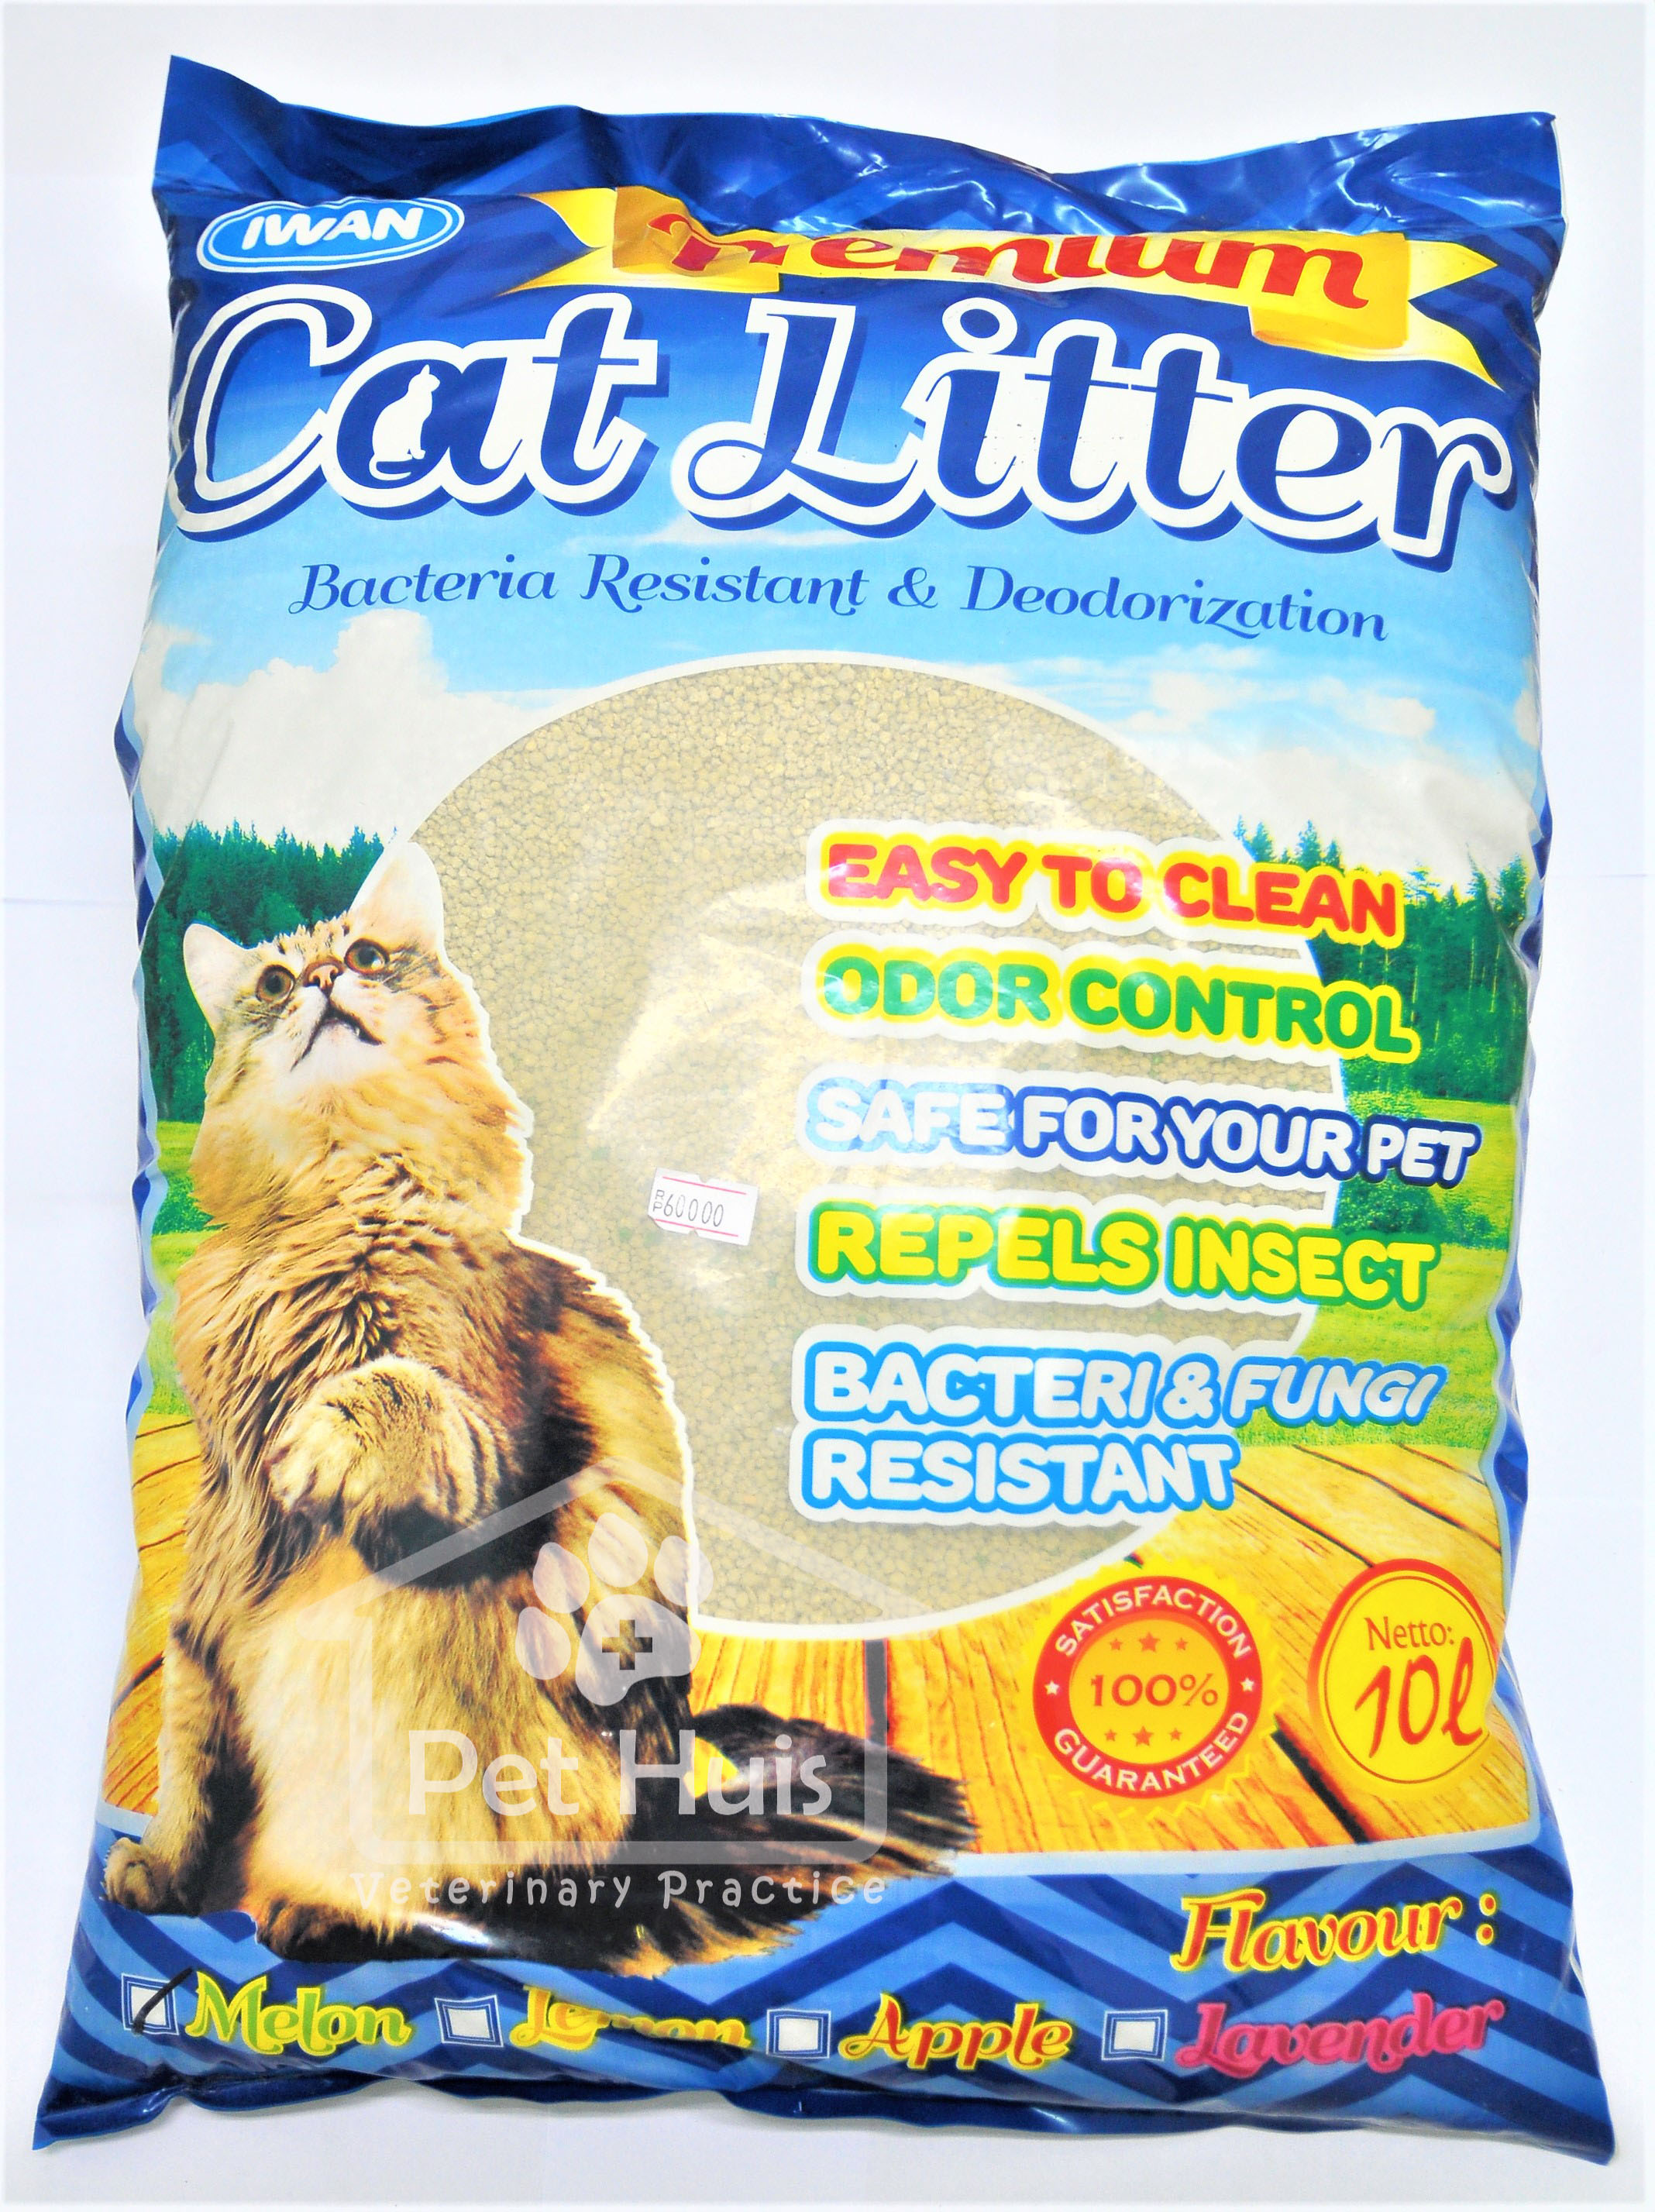 IWAN
Premium
Cat Litter
Bacteria Resistant & Deodorization
EASY TO CLEAN
ODOR CONTROL
SAFE FOR YOUR PET
RP60000
REPELS INSECT
BACTERI & FUNGI
RESISTANT
SATISFACTION
100%
GUARANTEED
Netto:
10l
Pet Huis
Veterinary Practice
Flavour :
Melon Lemon Apple Lavender